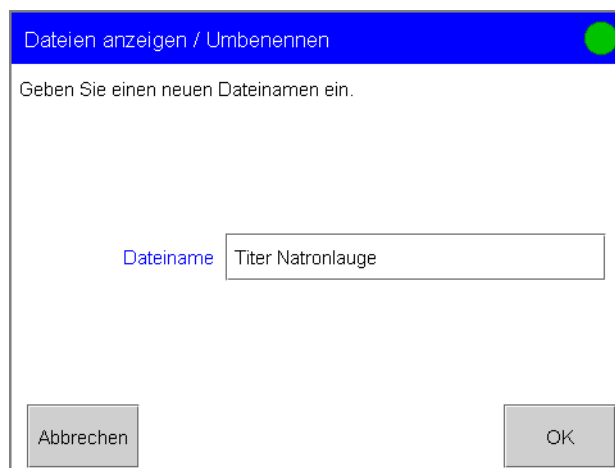 Dateien anzeigen / Umbenennen
Geben Sie einen neuen Dateinamen ein.
Dateiname Titer Natronlauge
Abbrechen OK